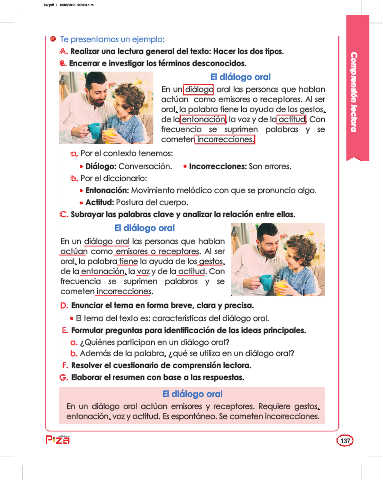 Te presentamos un ejemplo:
A. Realizar una lectura general del texto: Hacer los dos tipos.
B. Encerrar e investigar los términos desconocidos.
El diálogo oral
En un diálogo oral las personas que hablan
actúan como emisores o receptores. Al ser
oral, la palabra tiene la ayuda de los gestos,
de la entonación, la voz y de la actitud. Con
frecuencia se suprimen palabras y se
cometen incorrecciones.
a. Por el contexto tenemos:
• Diálogo: Conversación. • Incorrecciones: Son errores.
b. Por el diccionario:
• Entonación: Movimiento melódico con que se pronuncia algo.
• Actitud: Postura del cuerpo.
C. Subrayar las palabras clave y analizar la relación entre ellas.
El diálogo oral
En un diálogo oral las personas que hablan
actúan como emisores o receptores. Al ser
oral, la palabra tiene la ayuda de los gestos,
de la entonación, la voz y de la actitud. Con
frecuencia se suprimen palabras y se
cometen incorrecciones.
D. Enunciar el tema en forma breve, clara y precisa.
• El tema del texto es: características del diálogo oral.
E. Formular preguntas para identificación de las ideas principales.
a. ¿Quiénes participan en un diálogo oral?
b. Además de la palabra, ¿qué se utiliza en un diálogo oral?
F. Resolver el cuestionario de comprensión lectora.
G. Elaborar el resumen con base a las respuestas.
El diálogo oral
En un diálogo oral actúan emisores y receptores. Requiere gestos,
entonación, voz y actitud. Es espontáneo. Se cometen incorrecciones.
Comprensión lectora
137